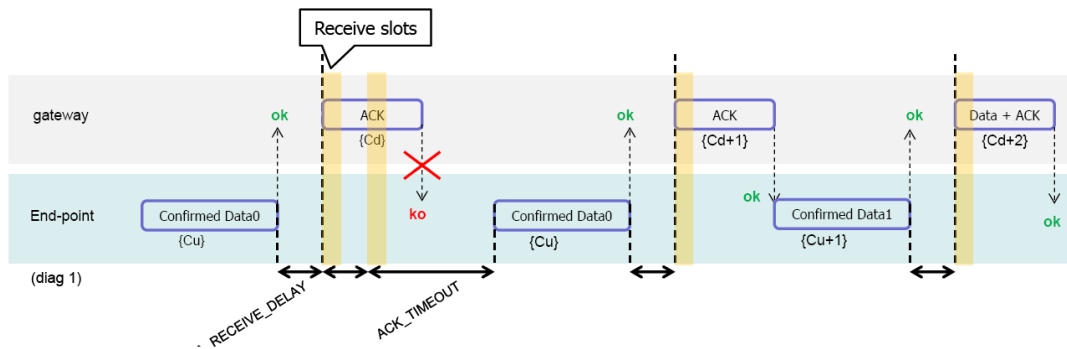 Receive slots
gateway
ok
ACK
{Cd}
ok
ACK
{Cd+1}
ok
Data + ACK
{Cd+2}
ko
ok
ok
End-point
Confirmed Data0
{Cu}
Confirmed Data0
{Cu}
Confirmed Data1
{Cu+1}
(diag 1)
RECEIVE_DELAY
ACK_TIMEOUT